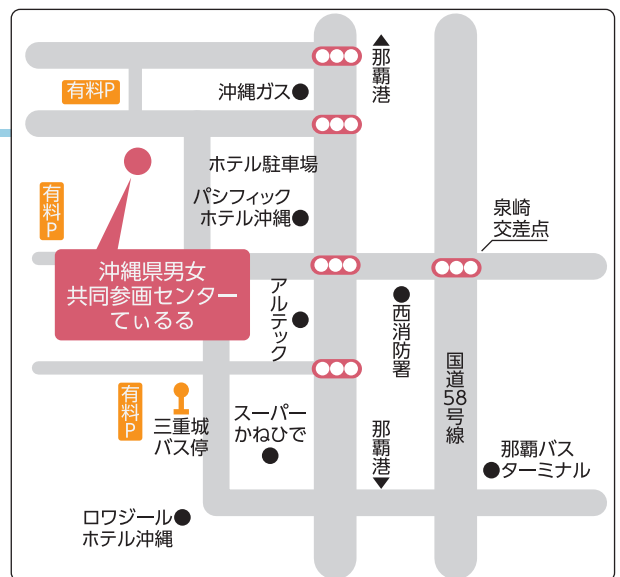 ▲那覇港
有料P
沖縄ガス●
ホテル駐車場
パシフィック
ホテル沖縄●
有料P
泉崎
交差点
沖縄県男女
共同参画センター
てぃるる
アルテック●
●西消防署
国道58号線
有料P
三重城
バス停
スーパー
かねひで
●
那覇港▼
那覇バス
●ターミナル
ロワジール●
ホテル沖縄